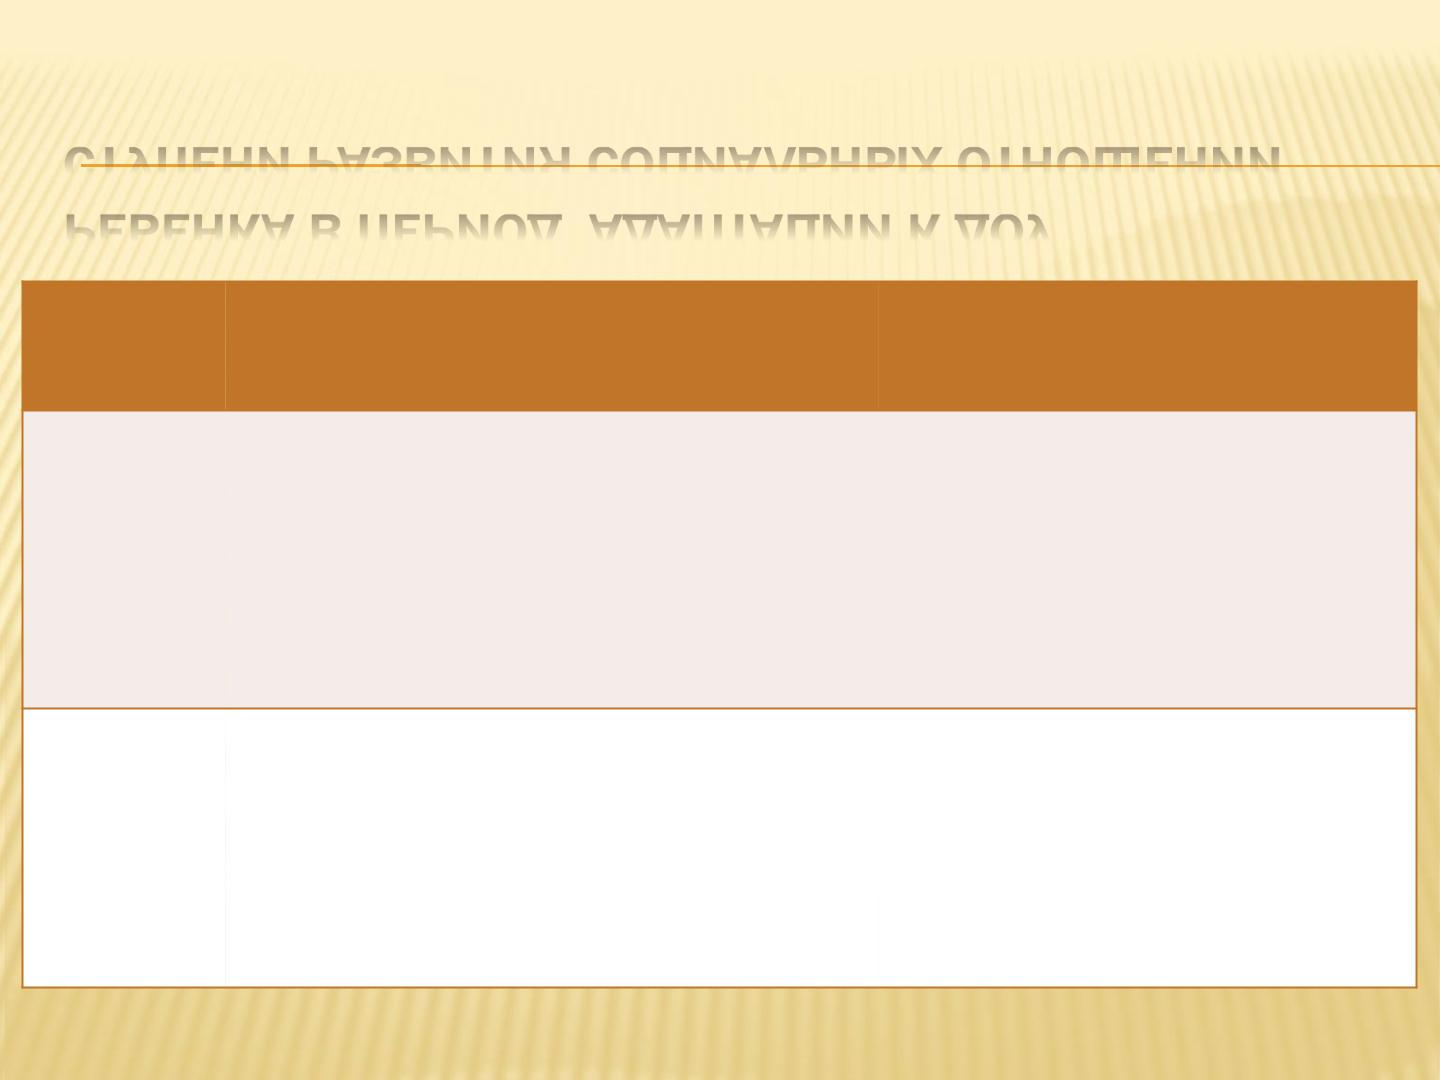 СТУПЕНИ РАЗВИТИЯ СОЦИАЛЬНЫХ ОТНОШЕНИЙ
РЕБЕНКА В ПЕРИОД АДАПТАЦИИ К ДОУ